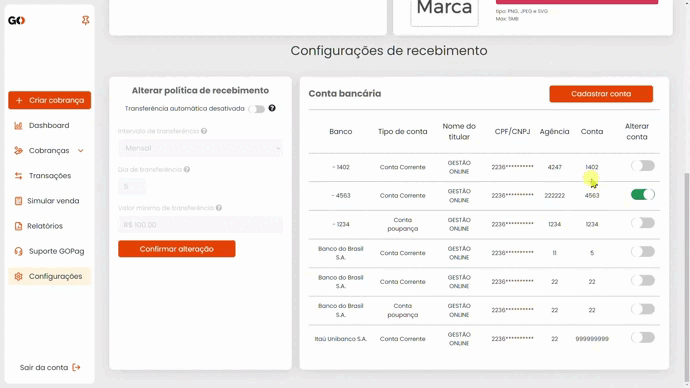 GO
Criar cobrança
Dashboard
Cobranças
Transações
Simular venda
Relatórios
Suporte GOPag
Configurações
Sair da conta
Marca
tipo: PNG, JPEG e SVG
Max: 5MB
Configurações de recebimento
Alterar política de recebimento
Transferência automática desativada
Intervalo de transferência
Mensal
Dia de transferência
5
Valor mínimo de transferência
R$ 100,00
Confirmar alteração
Conta bancária
Cadastrar conta
Banco Tipo de conta Nome do titular CPF/CNPJ Agência Conta Alterar conta
- 1402 Conta Corrente GESTÃO ONLINE 2236********** 4247 1402
- 4563 Conta Corrente GESTÃO ONLINE 2236********** 222222 4563
- 1234 Conta poupança GESTÃO ONLINE 2236********** 1234 1234
Banco do Brasil S.A. Conta Corrente GESTÃO ONLINE 2236********** 11 5
Banco do Brasil S.A. Conta Corrente GESTÃO ONLINE 2236********** 22 22
Banco do Brasil S.A. Conta poupança GESTÃO ONLINE 2236********** 22 22
Itaú Unibanco S.A. Conta Corrente GESTÃO ONLINE 2236********** 22 999999999